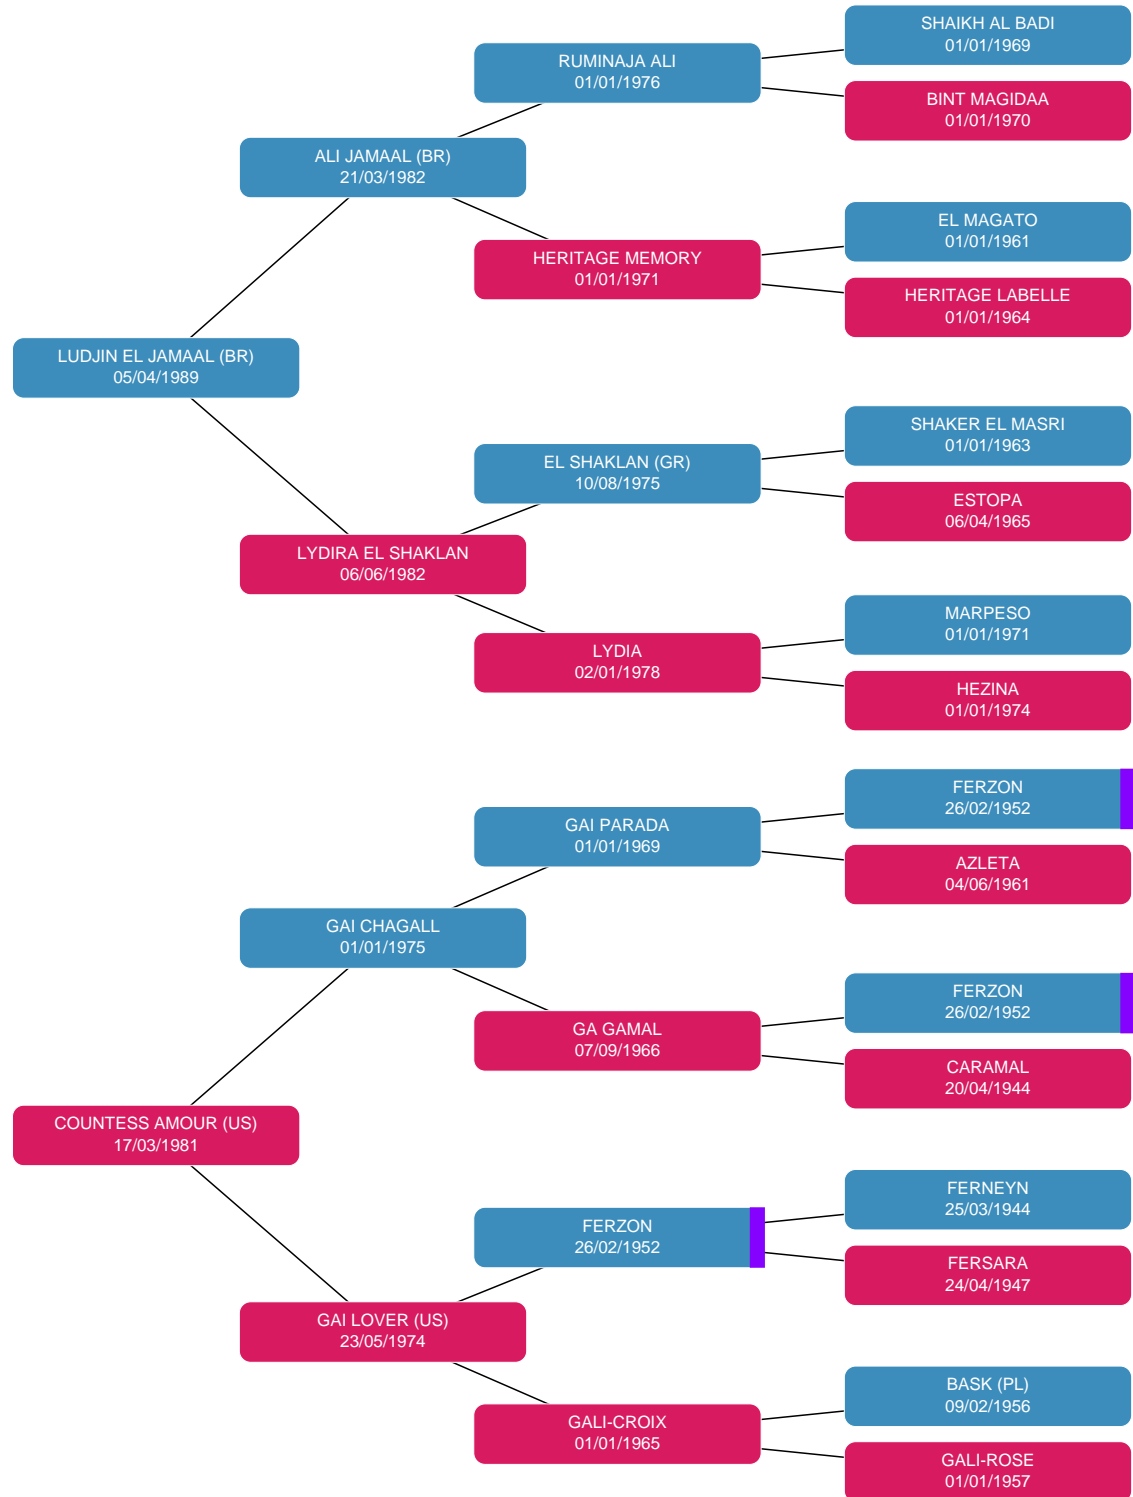 SHAIKH AL BADI
01/01/1969
RUMINAJA ALI
01/01/1976
BINT MAGIDAA
01/01/1970
ALI JAMAAL (BR)
21/03/1982
EL MAGATO
01/01/1961
HERITAGE MEMORY
01/01/1971
HERITAGE LABELLE
01/01/1964
LUDJIN EL JAMAAL (BR)
05/04/1989
SHAKER EL MASRI
01/01/1963
EL SHAKLAN (GR)
10/08/1975
ESTOPA
06/04/1965
LYDIRA EL SHAKLAN
06/06/1982
MARPESO
01/01/1971
LYDIA
02/01/1978
HEZINA
01/01/1974
FERZON
26/02/1952
GAI PARADA
01/01/1969
AZLETA
04/06/1961
GAI CHAGALL
01/01/1975
FERZON
26/02/1952
GA GAMAL
07/09/1966
CARAMAL
20/04/1944
COUNTESS AMOUR (US)
17/03/1981
FERNEYN
25/03/1944
FERZON
26/02/1952
FERSARA
24/04/1947
GAI LOVER (US)
23/05/1974
BASK (PL)
09/02/1956
GALI-CROIX
01/01/1965
GALI-ROSE
01/01/1957